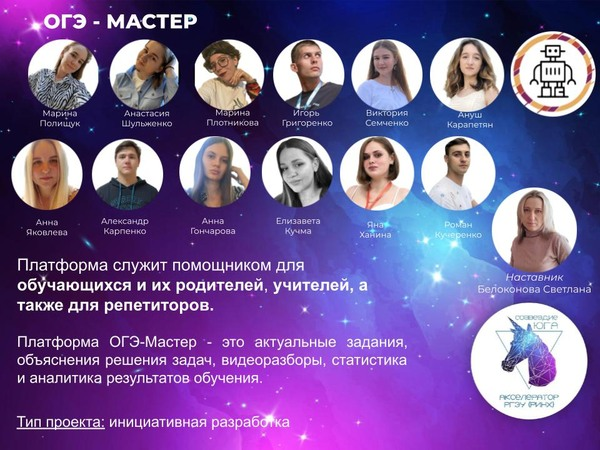 ОГЭ - МАСТЕР
Марина
Полищук
Анастасия
Шульженко
Марина
Плотникова
Игорь
Григоренко
Виктория
Семченко
Ануш
Карапетян
Анна
Яковлева
Александр
Карпенко
Анна
Гончарова
Елизавета
Кучма
Яна
Ханина
Роман
Кучеренко
Наставник
Белоконова Светлана
Платформа служит помощником для
обучающихся и их родителей, учителей, а
также для репетиторов.
Платформа ОГЭ-Мастер - это актуальные задания,
объяснения решения задач, видеоразборы, статистика
и аналитика результатов обучения.
Тип проекта: инициативная разработка
СОЗВЕЗДИЕ
ЮГА
АКСЕЛЕРАТОР
РГЭУ (РИНХ)